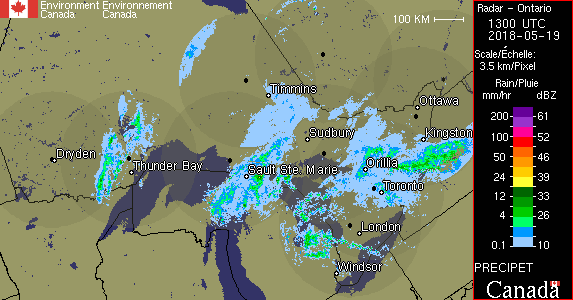 Environment Environnement
Canada Canada
100 KM
Timmins
Ottawa
Sudbury
Kingston
Dryden
Thunder Bay
Sault Ste. Marie
Orillia
Toronto
London
Windsor
Radar - Ontario
1300 UTC
2018-05-19
Scale/Échelle:
3.5 km/Pixel
Rain/Pluie
mm/hr dBZ
200 61
100 52
50 46
24 39
12 33
4 26
0.1 10
PRECIPET
Canada